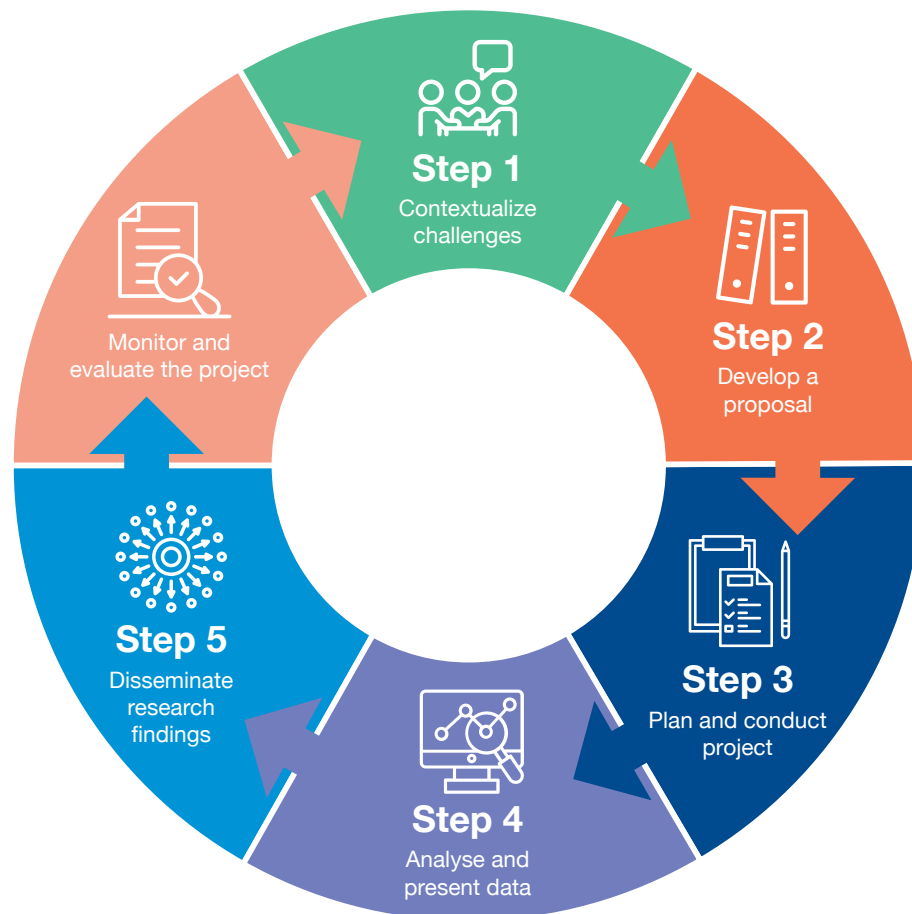 Step 1
Contextualize
challenges
Step 2
Develop a
proposal
Step 3
Plan and conduct
project
Step 4
Analyse and
present data
Step 5
Disseminate
research
findings
Monitor and
evaluate the project